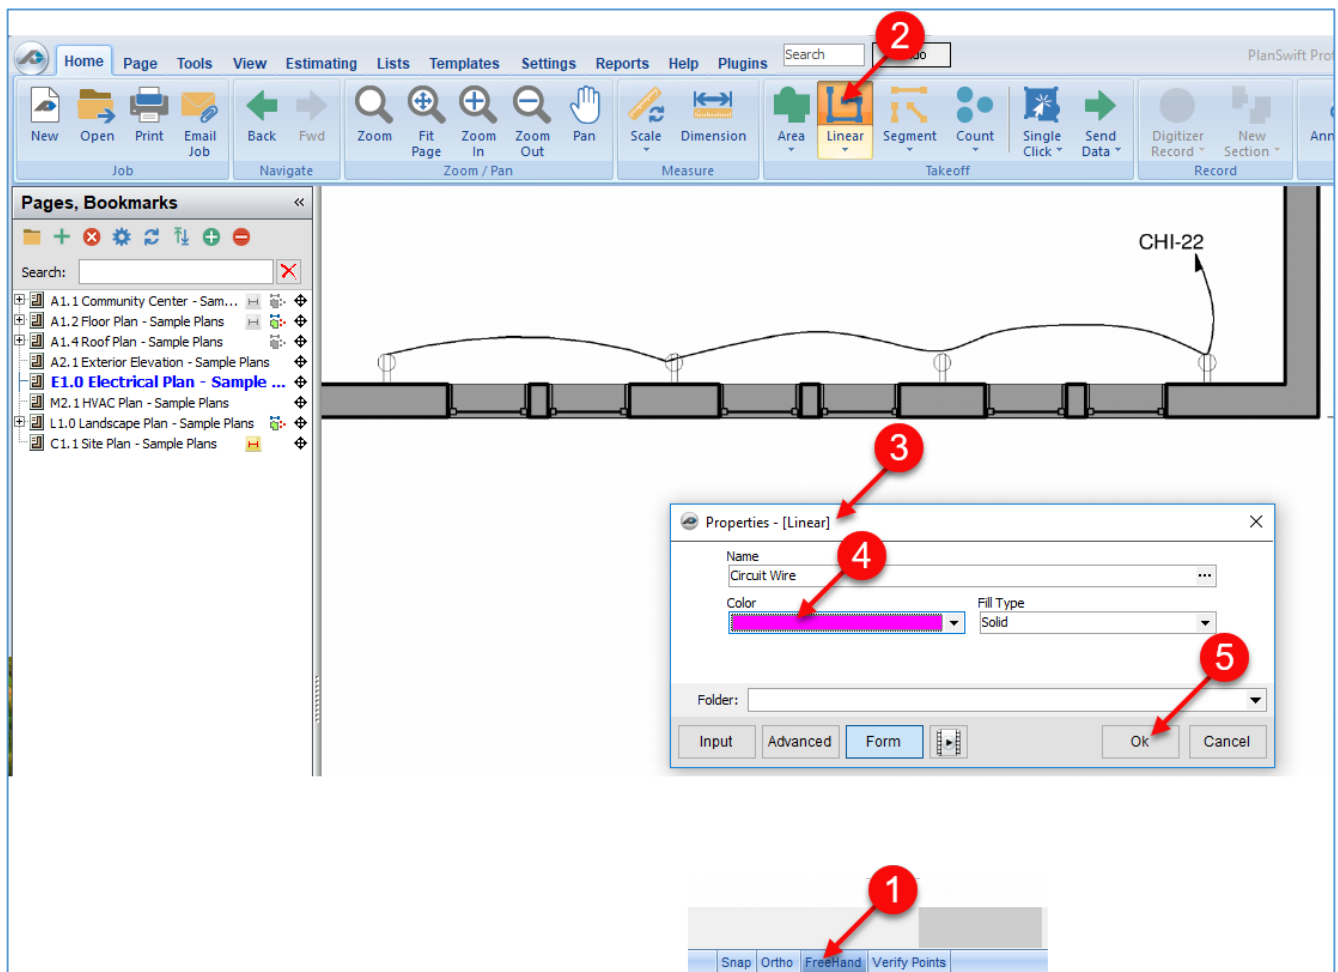 2
Search
PlanSwift Pro
Home Page Tools View Estimating Lists Templates Settings Reports Help Plugins
New Open Print Email Job Back Fwd Zoom Fit Page Zoom In Zoom Out Pan Scale Dimension Area Linear Segment Count Single Click Send Data Digitizer Record New Section
Job Navigate Zoom / Pan Measure Takeoff Record
Pages, Bookmarks «
Search:
A1.1 Community Center - Sam...
A1.2 Floor Plan - Sample Plans
A1.4 Roof Plan - Sample Plans
A2.1 Exterior Elevation - Sample Plans
E1.0 Electrical Plan - Sample ...
M2.1 HVAC Plan - Sample Plans
L1.0 Landscape Plan - Sample Plans
C1.1 Site Plan - Sample Plans
CHI-22
3
Properties - [Linear]
4
Name
Circuit Wire
...
Color Fill Type
Solid
5
Folder:
Input Advanced Form Ok Cancel
1
Snap Ortho FreeHand Verify Points